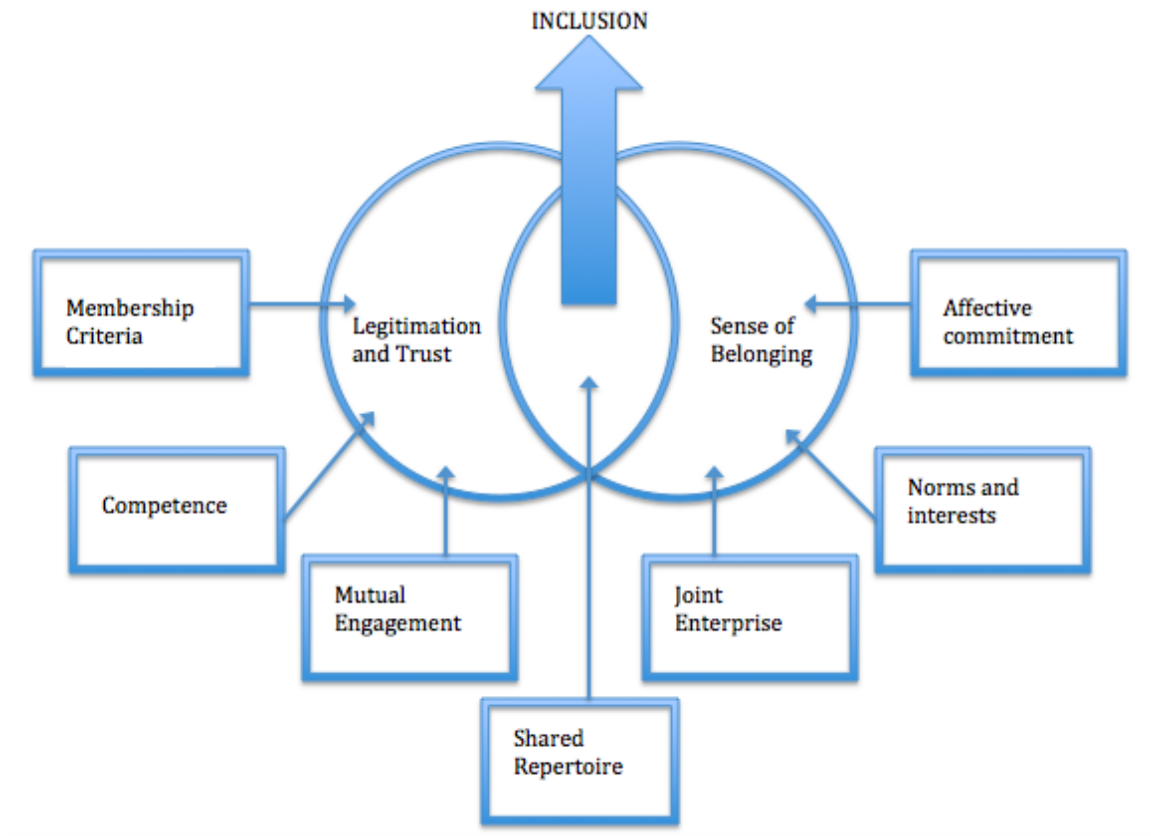 INCLUSION
Membership
Criteria
Legitimation
and Trust
Sense of
Belonging
Affective
commitment
Competence
Norms and
interests
Mutual
Engagement
Joint
Enterprise
Shared
Repertoire